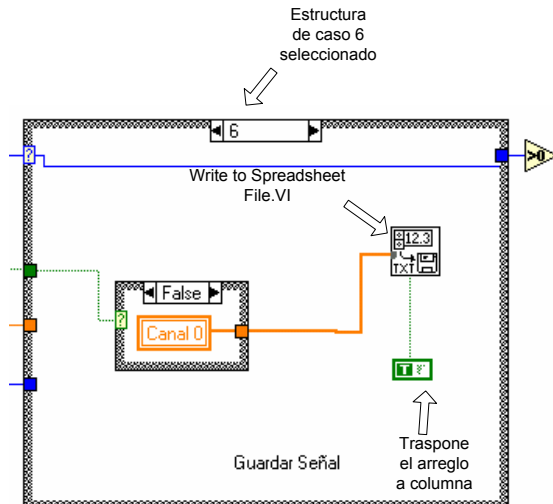 Estructura
de caso 6
seleccionado
6
?
>0
Write to Spreadsheet
File.VI
12.3
TXT
False
?
Canal 0
T
Traspone
el arreglo
a columna
Guardar Señal